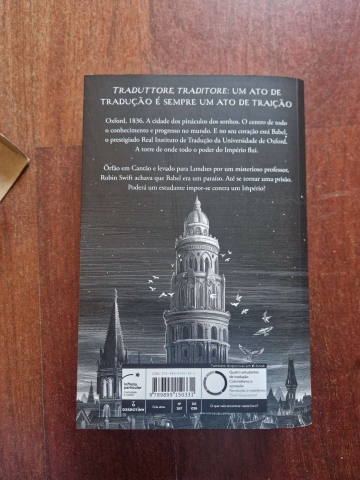 TRADUTTORE, TRADITORE: UM ATO DE
TRADUÇÃO É SEMPRE UM ATO DE TRAIÇÃO
Oxford, 1836. A cidade dos pináculos dos sonhos. O centro de todo
o conhecimento e progresso no mundo. E no seu coração está Babel,
o prestigiado Real Instituto de Tradução da Universidade de Oxford.
A torre de onde todo o poder do Império flui.
Órfão em Cantão e levado para Londres por um misterioso professor,
Robin Swift achava que Babel era um paraíso. Até se tornar uma prisão.
Poderá um estudante impor-se contra um Império?
infinito
particular